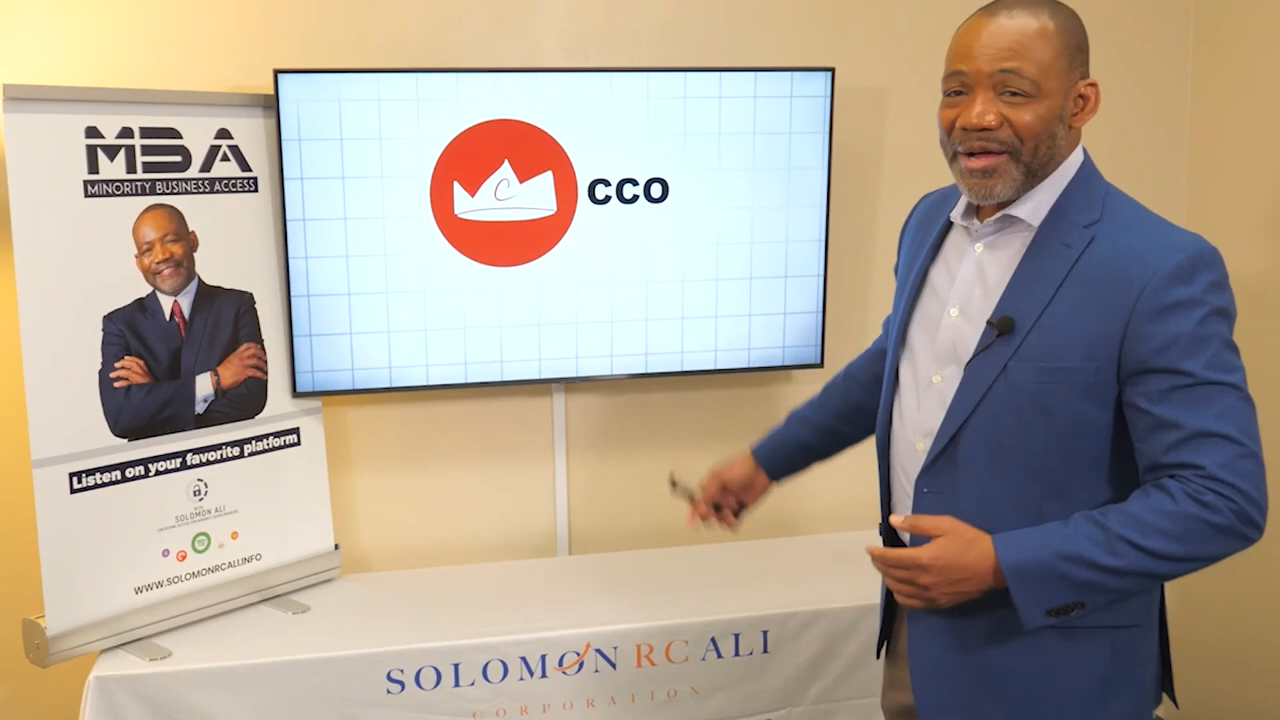 MBA
MINORITY BUSINESS ACCESS
Listen on your favorite platform
SOLOMON ALI
WWW.SOLOMONRCALI.INFO
C
CCO
SOLOMON RC ALI
CORPORATION